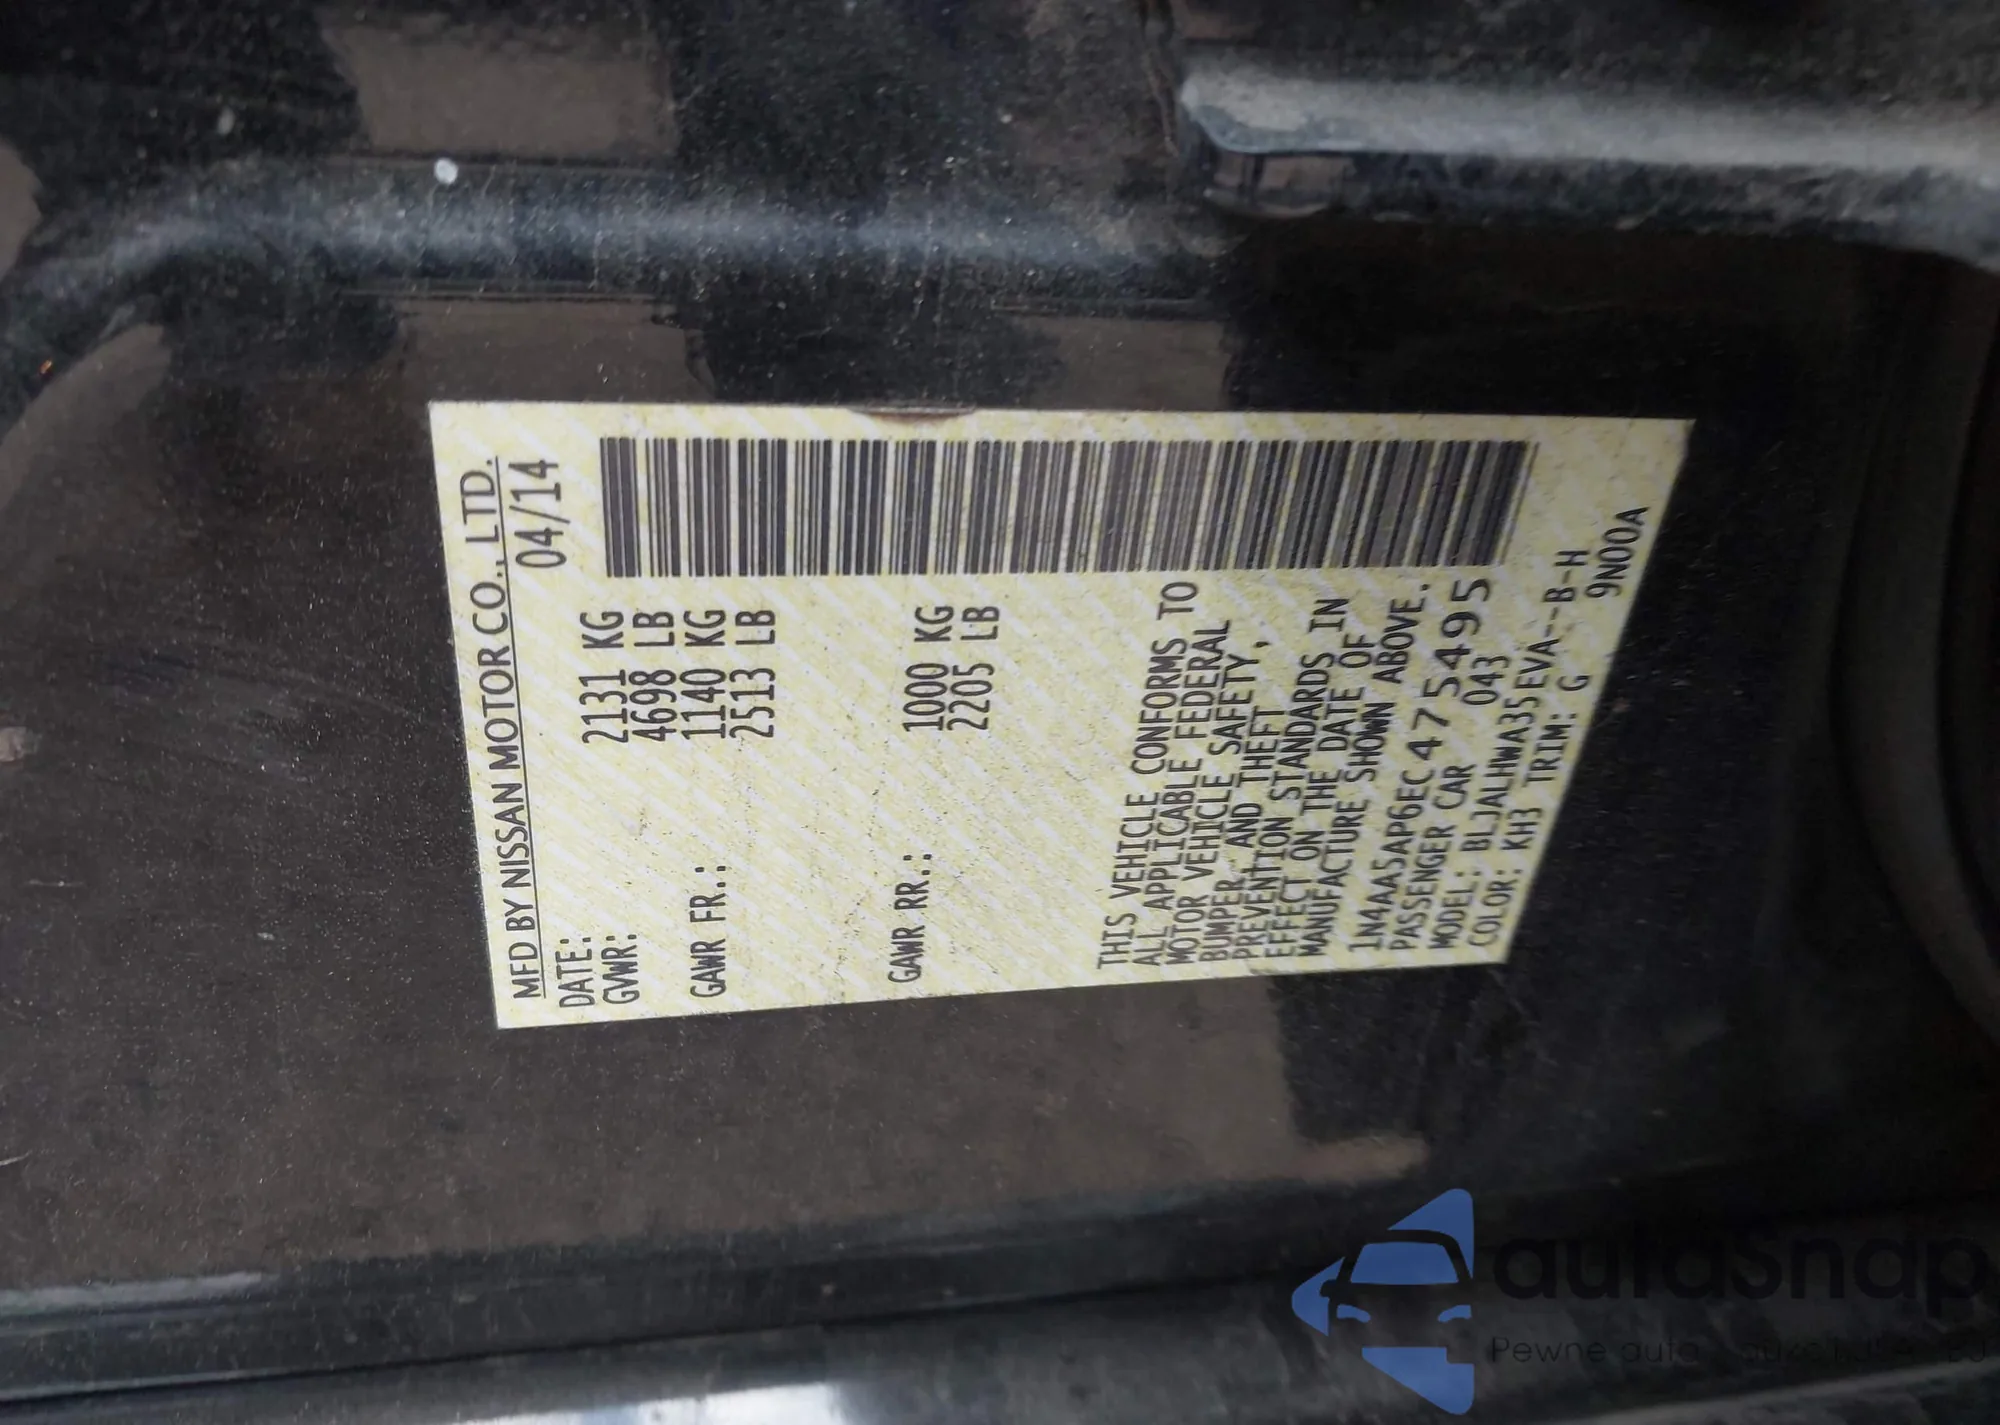 MFD BY NISSAN MOTOR CO., LTD.
DATE: 04/14
GVWR: 2131 KG
4698 LB
GAWR FR.: 1140 KG
2513 LB
GAWR RR.: 1000 KG
2205 LB
THIS VEHICLE CONFORMS TO
ALL APPLICABLE FEDERAL
MOTOR VEHICLE SAFETY,
BUMPER, AND THEFT
PREVENTION STANDARDS IN
EFFECT ON THE DATE OF
MANUFACTURE SHOWN ABOVE.
1N4AA5AP6EC475495
PASSENGER CAR 043
MODEL: BLJALHWA35EVA--B-H
COLOR: KH3 TRIM: G 9N00A
autaSnap
Pewne auta